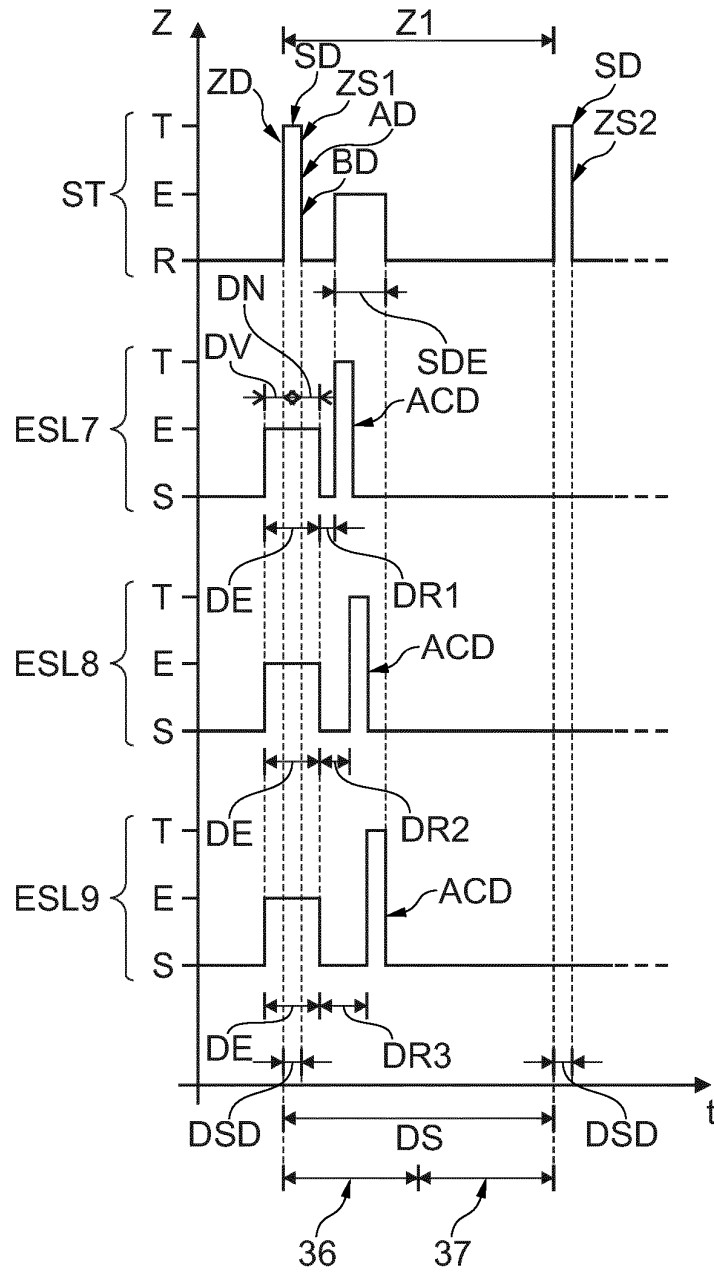 Z
Z1
SD
ZD
ZS1
AD
BD
SD
ZS2
ST
T
E
R
DN
DV
SDE
ESL7
T
E
S
ACD
DE
DR1
ESL8
T
E
S
ACD
DE
DR2
ESL9
T
E
S
ACD
DE
DR3
t
DSD
DS
DSD
36
37